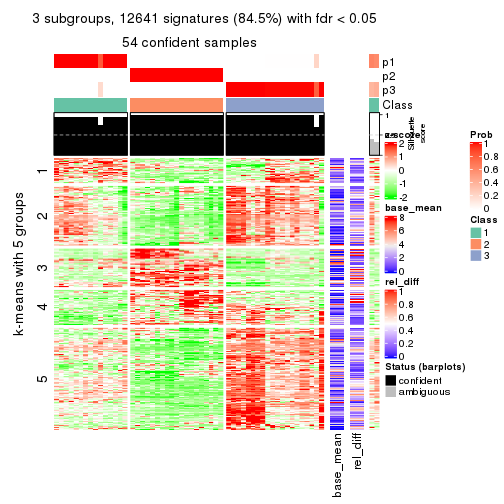 3 subgroups, 12641 signatures (84.5%) with fdr < 0.05
54 confident samples
p1
p2
p3
Class
1
Silhouette
score
k-means with 5 groups
1
2
3
4
5
base_mean
rel_diff
z-score
2
1
0
-1
-2
base_mean
8
6
4
2
0
rel_diff
1
0.8
0.6
0.4
0.2
0
Status (barplots)
confident
ambiguous
Prob
1
0.8
0.6
0.4
0.2
0
Class
1
2
3